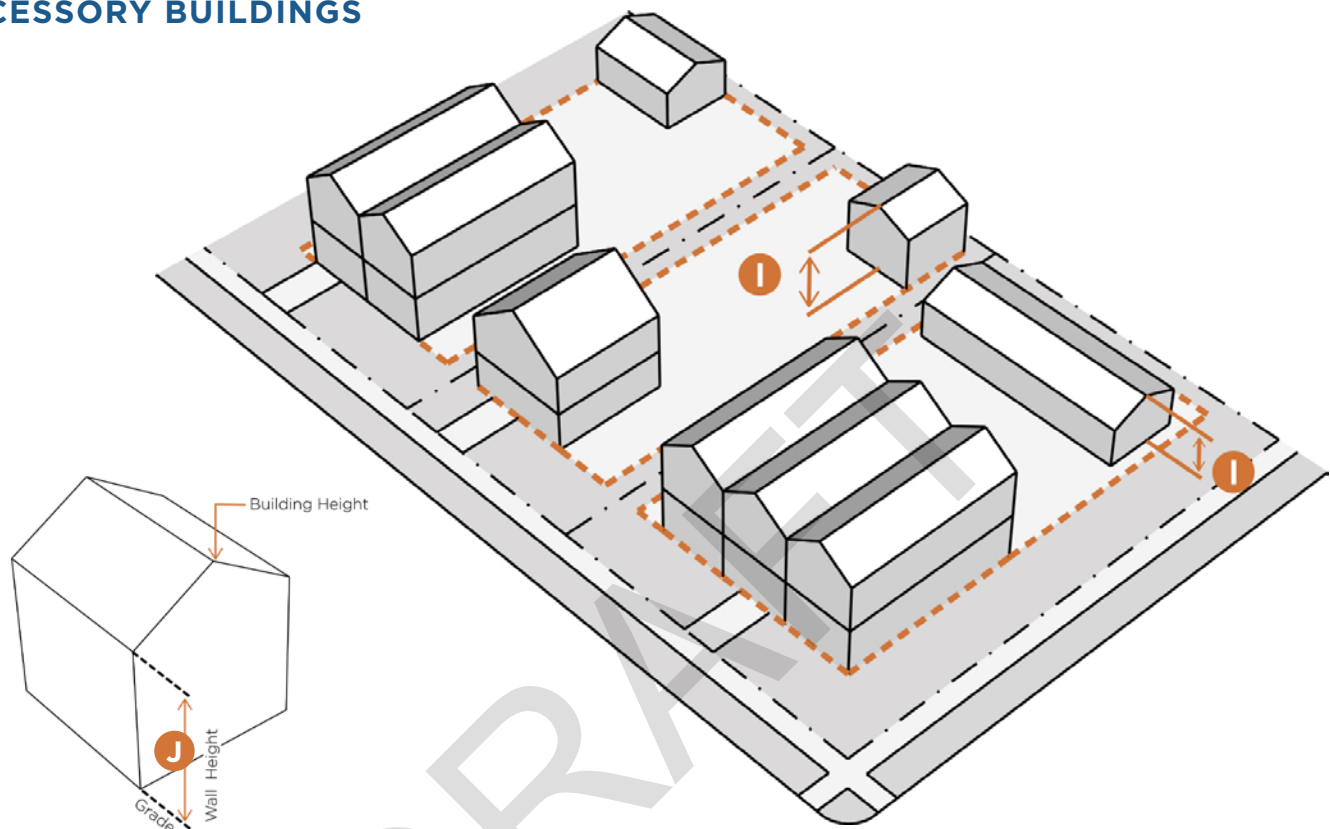 CESSORY BUILDINGS
I
I
Building Height
J
Wall Height
Grade
DRAFT